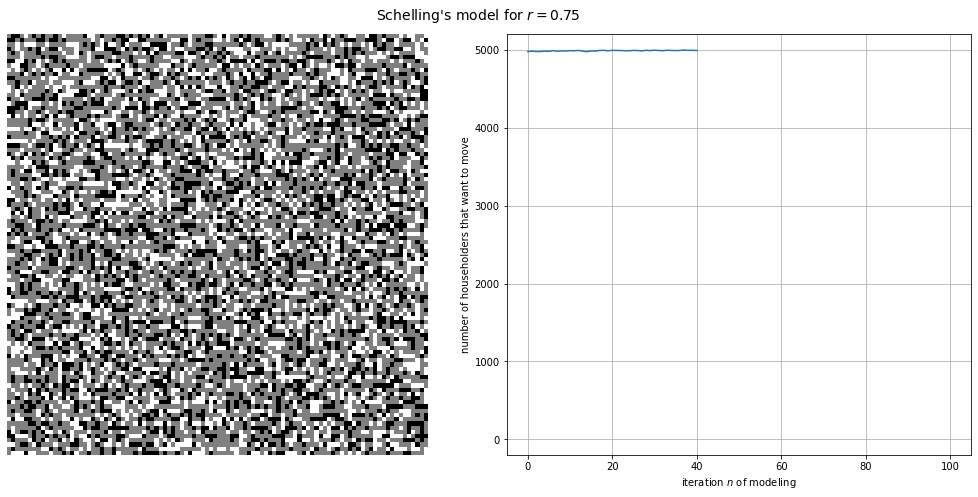 Schelling's model for r = 0.75
number of householders that want to move
5000
4000
3000
2000
1000
0
0 20 40 60 80 100
iteration n of modeling